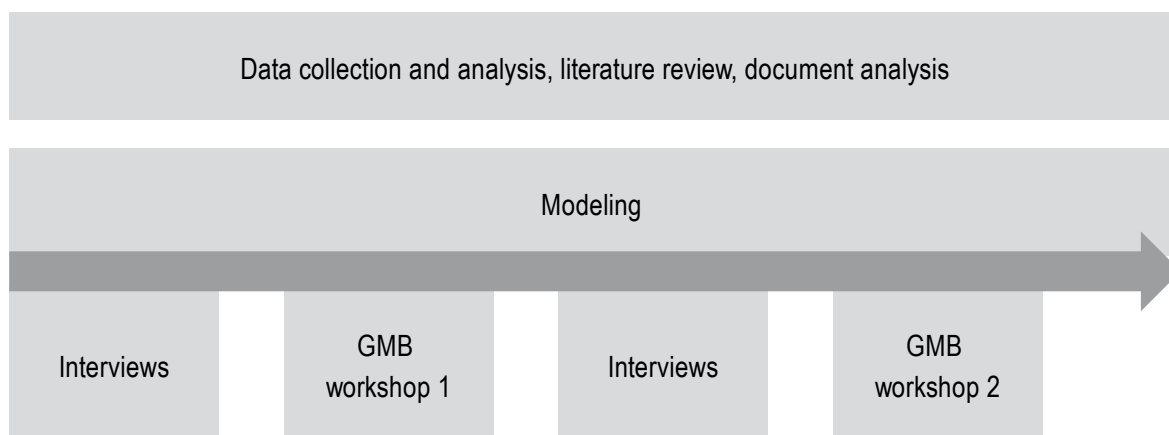 Data collection and analysis, literature review, document analysis
Modeling
Interviews
GMB
workshop 1
Interviews
GMB
workshop 2